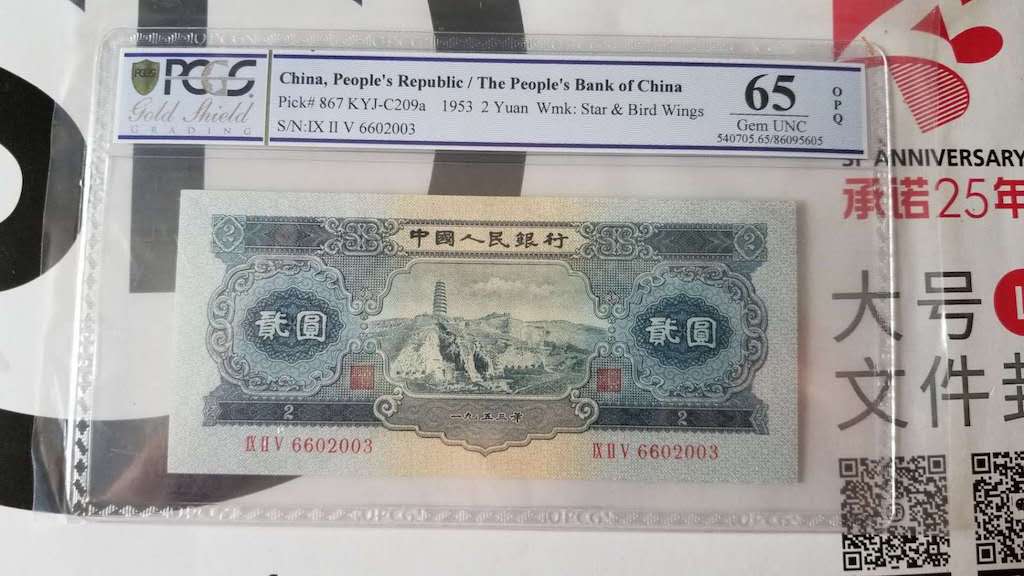 PCGS
PCGS
Gold Shield
GRADING
China, People's Republic / The People's Bank of China
Pick# 867 KYJ-C209a 1953 2 Yuan Wmk: Star & Bird Wings
S/N:IX II V 6602003
65
Gem UNC
540705.65/86095605
OPQ
ANNIVERSARY
承诺25年
大号
文件封
中國人民銀行
2
2
貳圓
貳圓
一九五三年
2
2
IX II V 6602003
IX II V 6602003